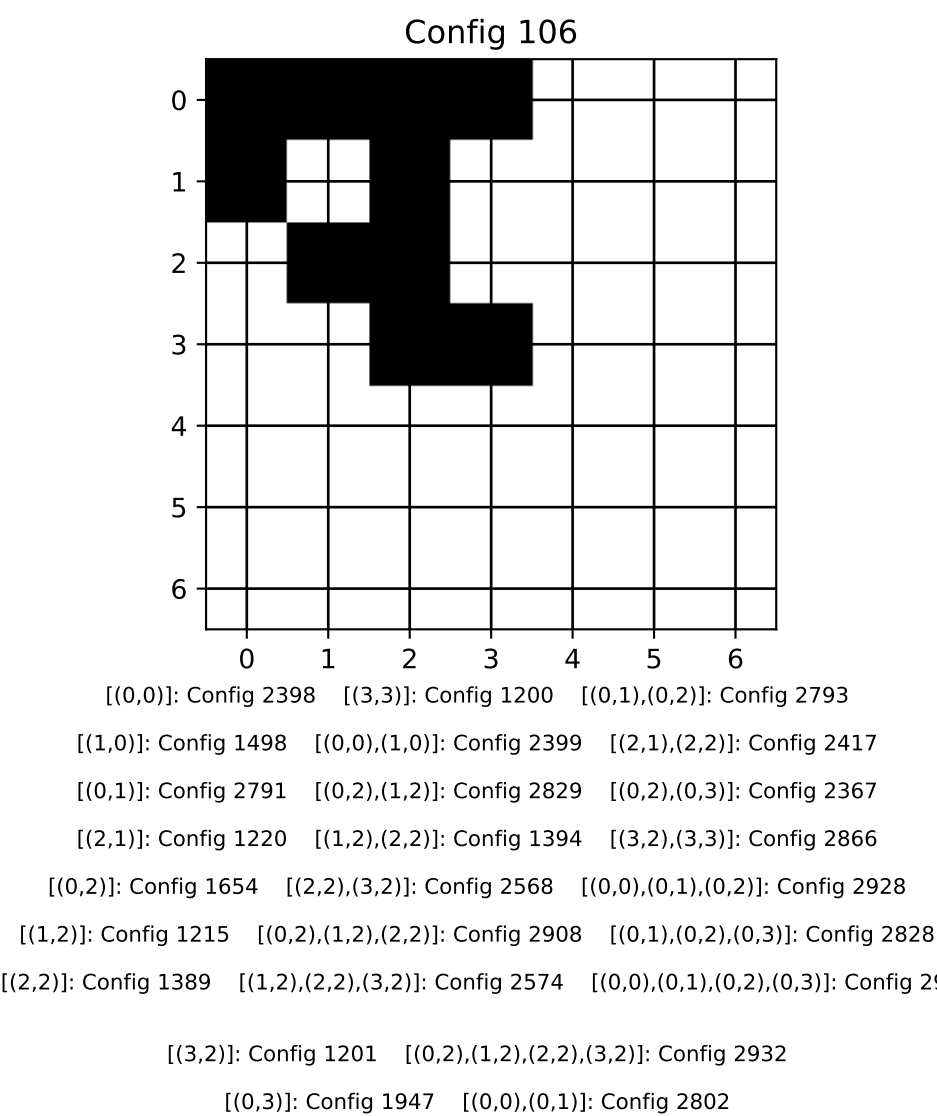 Config 106
0
1
2
3
4
5
6
0 1 2 3 4 5 6
[(0,0)]: Config 2398 [(3,3)]: Config 1200 [(0,1),(0,2)]: Config 2793
[(1,0)]: Config 1498 [(0,0),(1,0)]: Config 2399 [(2,1),(2,2)]: Config 2417
[(0,1)]: Config 2791 [(0,2),(1,2)]: Config 2829 [(0,2),(0,3)]: Config 2367
[(2,1)]: Config 1220 [(1,2),(2,2)]: Config 1394 [(3,2),(3,3)]: Config 2866
[(0,2)]: Config 1654 [(2,2),(3,2)]: Config 2568 [(0,0),(0,1),(0,2)]: Config 2928
[(1,2)]: Config 1215 [(0,2),(1,2),(2,2)]: Config 2908 [(0,1),(0,2),(0,3)]: Config 2828
[(2,2)]: Config 1389 [(1,2),(2,2),(3,2)]: Config 2574 [(0,0),(0,1),(0,2),(0,3)]: Config
[(3,2)]: Config 1201 [(0,2),(1,2),(2,2),(3,2)]: Config 2932
[(0,3)]: Config 1947 [(0,0),(0,1)]: Config 2802